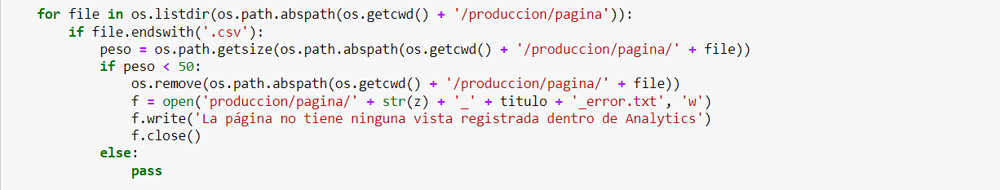 for file in os.listdir(os.path.abspath(os.getcwd() + '/produccion/pagina')):
if file.endswith('.csv'):
peso = os.path.getsize(os.path.abspath(os.getcwd() + '/produccion/pagina/' + file))
if peso < 50:
os.remove(os.path.abspath(os.getcwd() + '/produccion/pagina/' + file))
f = open('produccion/pagina/' + str(z) + '_' + titulo + '_error.txt', 'w')
f.write('La página no tiene ninguna vista registrada dentro de Analytics')
f.close()
else:
pass